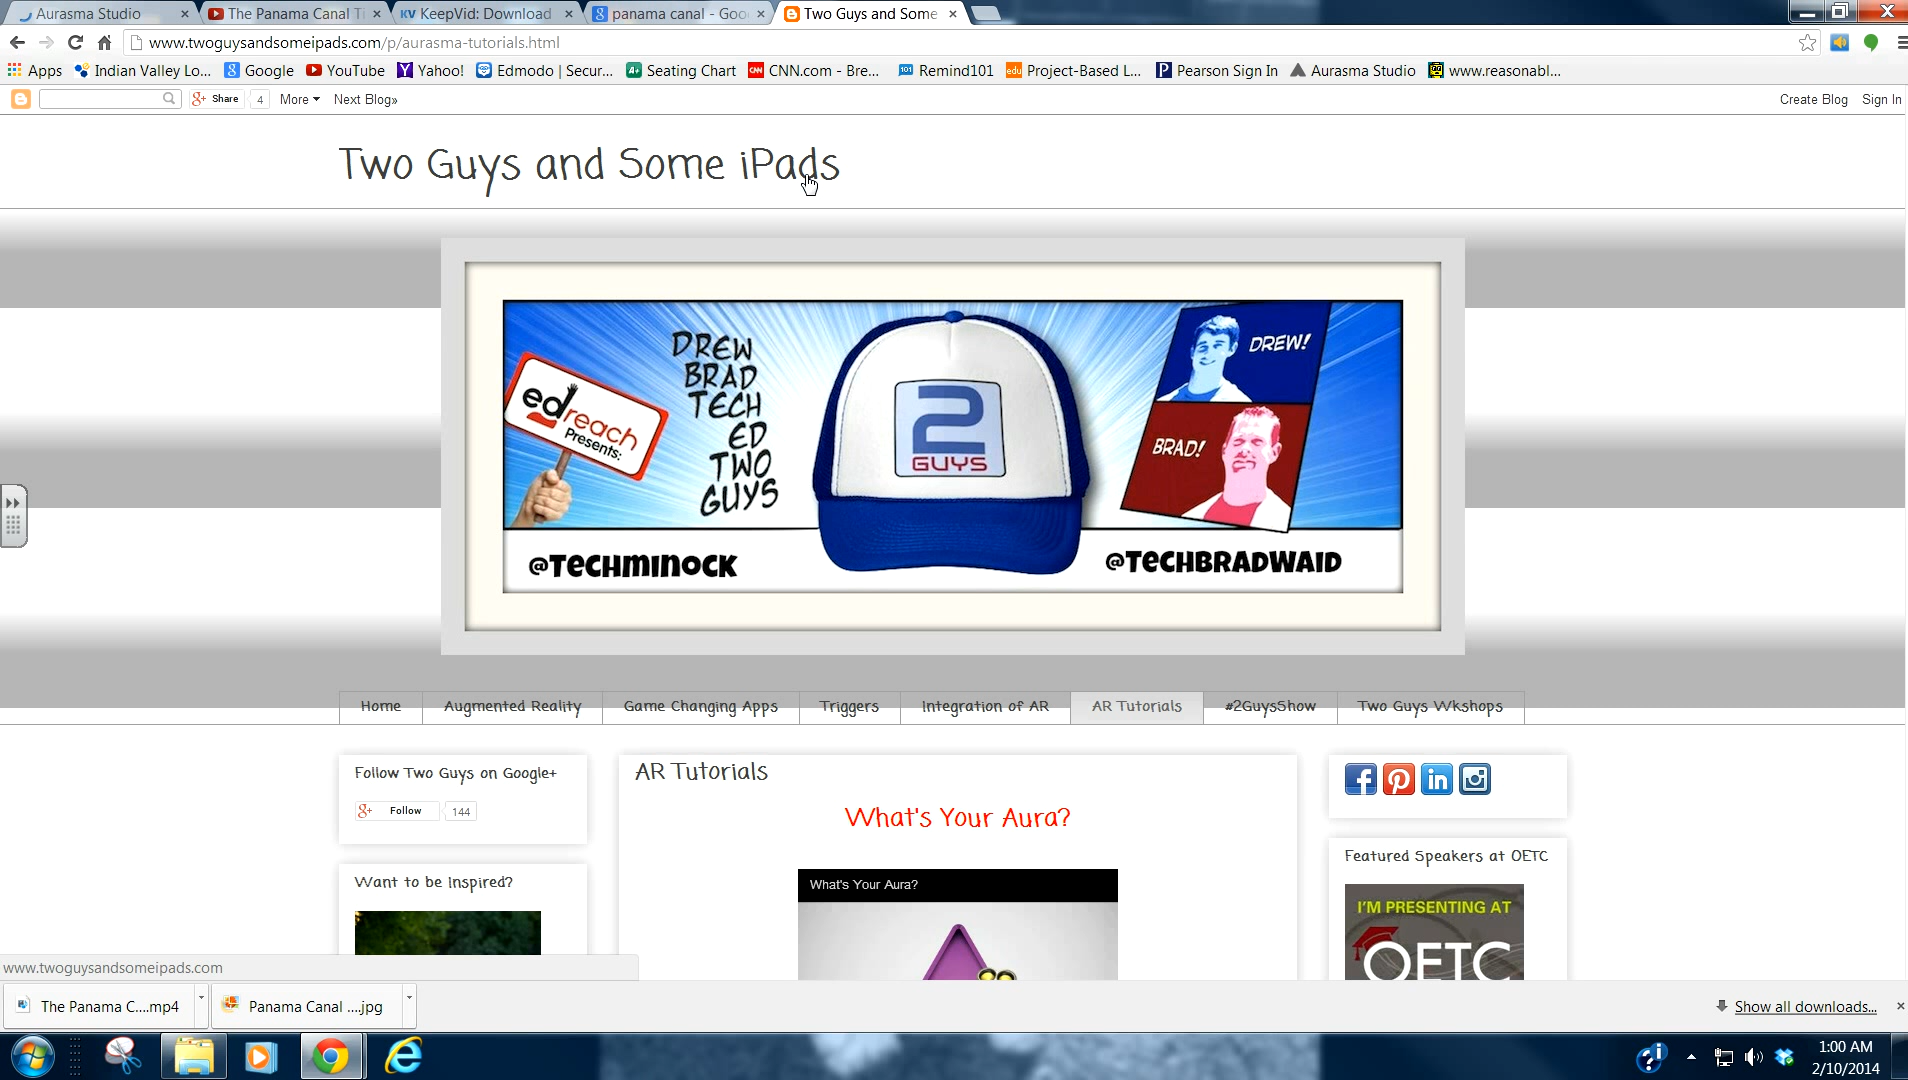 Aurasma Studio
The Panama Canal Ti
KV KeepVid: Download
panama canal - Goo
Two Guys and Some
www.twoguysandsomeipads.com/p/aurasma-tutorials.html
Apps
Indian Valley Lo...
Google
YouTube
Yahoo!
Edmodo | Secur...
Seating Chart
CNN.com - Bre...
Remind101
Project-Based L...
Pearson Sign In
Aurasma Studio
www.reasonabl...
Share
4
More
Next Blog»
Create Blog
Sign In
Two Guys and Some iPads
edreach
Presents:
DREW
BRAD
TECH
ED
TWO
GUYS
2
GUYS
DREW!
BRAD!
@TECHMINOCK
@TECHBRADWAID
Home
Augmented Reality
Game Changing Apps
Triggers
Integration of AR
AR Tutorials
#2GuysShow
Two Guys Wkshops
Follow Two Guys on Google+
Follow
144
Want to be Inspired?
AR Tutorials
What's Your Aura?
What's Your Aura?
Featured Speakers at OETC
I'M PRESENTING AT
OETC
www.twoguysandsomeipads.com
The Panama C....mp4
Panama Canal ....jpg
Show all downloads...
1:00 AM
2/10/2014